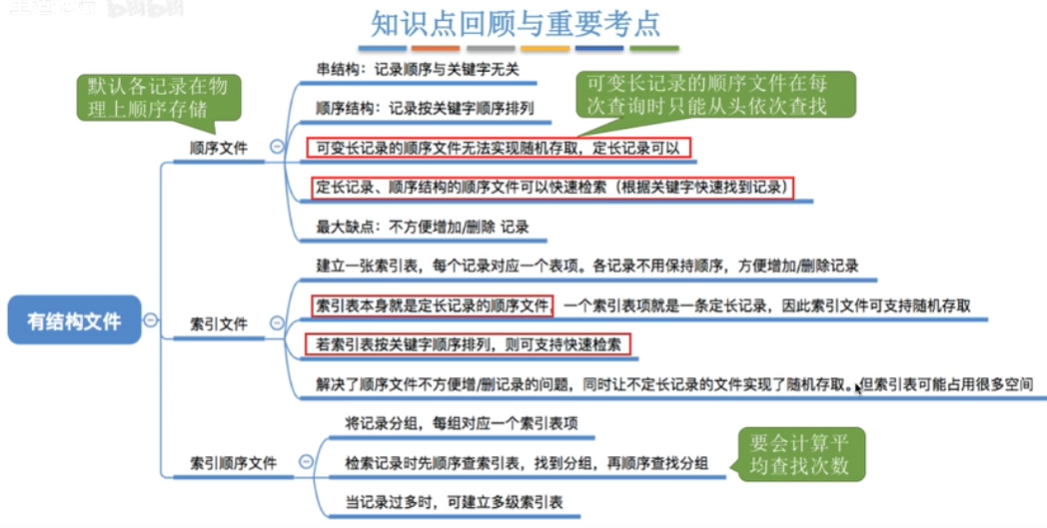 知识点回顾与重要考点
默认各记录在物
理上顺序存储
可变长记录的顺序文件在每
次查询时只能从头依次查找
有结构文件
顺序文件
串结构：记录顺序与关键字无关
顺序结构：记录按关键字顺序排列
可变长记录的顺序文件无法实现随机存取，定长记录可以
定长记录、顺序结构的顺序文件可以快速检索（根据关键字快速找到记录）
最大缺点：不方便增加/删除 记录
索引文件
建立一张索引表，每个记录对应一个表项。各记录不用保持顺序，方便增加/删除记录
索引表本身就是定长记录的顺序文件，一个索引表项就是一条定长记录，因此索引文件可支持随机存取
若索引表按关键字顺序排列，则可支持快速检索
解决了顺序文件不方便增/删记录的问题，同时让不定长记录的文件实现了随机存取。但索引表可能占用很多空间
索引顺序文件
将记录分组，每组对应一个索引表项
检索记录时先顺序查索引表，找到分组，再顺序查找分组
当记录过多时，可建立多级索引表
要会计算平
均查找次数